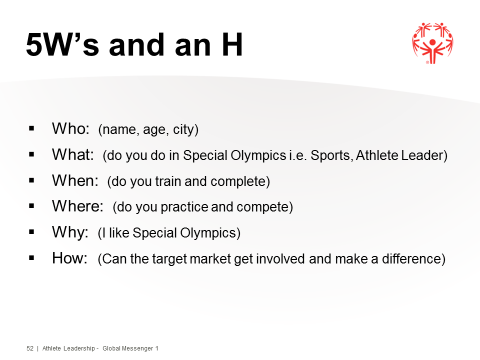 5W’s and an H
▪ Who: (name, age, city)
▪ What: (do you do in Special Olympics i.e. Sports, Athlete Leader)
▪ When: (do you train and complete)
▪ Where: (do you practice and compete)
▪ Why: (I like Special Olympics)
▪ How: (Can the target market get involved and make a difference)
52 | Athlete Leadership - Global Messenger 1